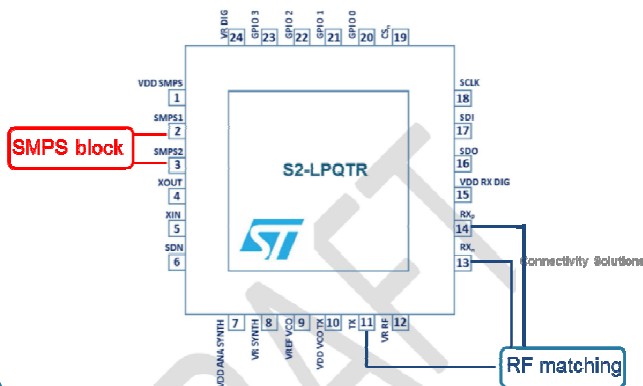 VR DIG
GPIO 3
GPIO 2
GPIO 1
GPIO 0
CSn
24
23
22
21
20
19
VDD SMPS
1
SMPS1
2
SMPS2
3
XOUT
4
XIN
5
SDN
6
SMPS block
S2-LPQTR
ST
SCLK
18
SDI
17
SDO
16
VDD RX DIG
15
RXp
14
RXn
13
Connectivity Solutions
7
8
9
10
11
12
VDD ANA SYNTH
VR SYNTH
VREF VCO
VDD VCO TX
TX
VR RF
RF matching
DRAFT